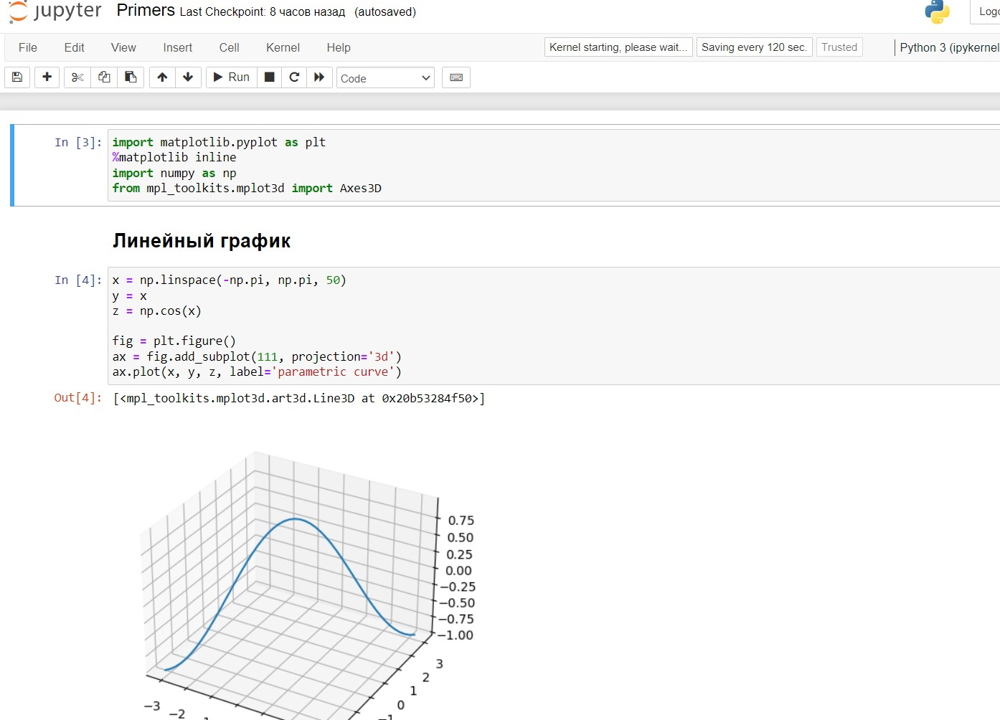 jupyter Primers Last Checkpoint: 8 часов назад (autosaved)
File Edit View Insert Cell Kernel Help Kernel starting, please wait... Saving every 120 sec. Trusted Python 3 (ipykernel
Run Code
In [3]: import matplotlib.pyplot as plt
%matplotlib inline
import numpy as np
from mpl_toolkits.mplot3d import Axes3D
Линейный график
In [4]: x = np.linspace(-np.pi, np.pi, 50)
y = x
z = np.cos(x)
fig = plt.figure()
ax = fig.add_subplot(111, projection='3d')
ax.plot(x, y, z, label='parametric curve')
Out[4]: [<mpl_toolkits.mplot3d.art3d.Line3D at 0x20b53284f50>]
0.75
0.50
0.25
0.00
−0.25
−0.50
−0.75
−1.00
3
2
1
0
−1
−3
−2